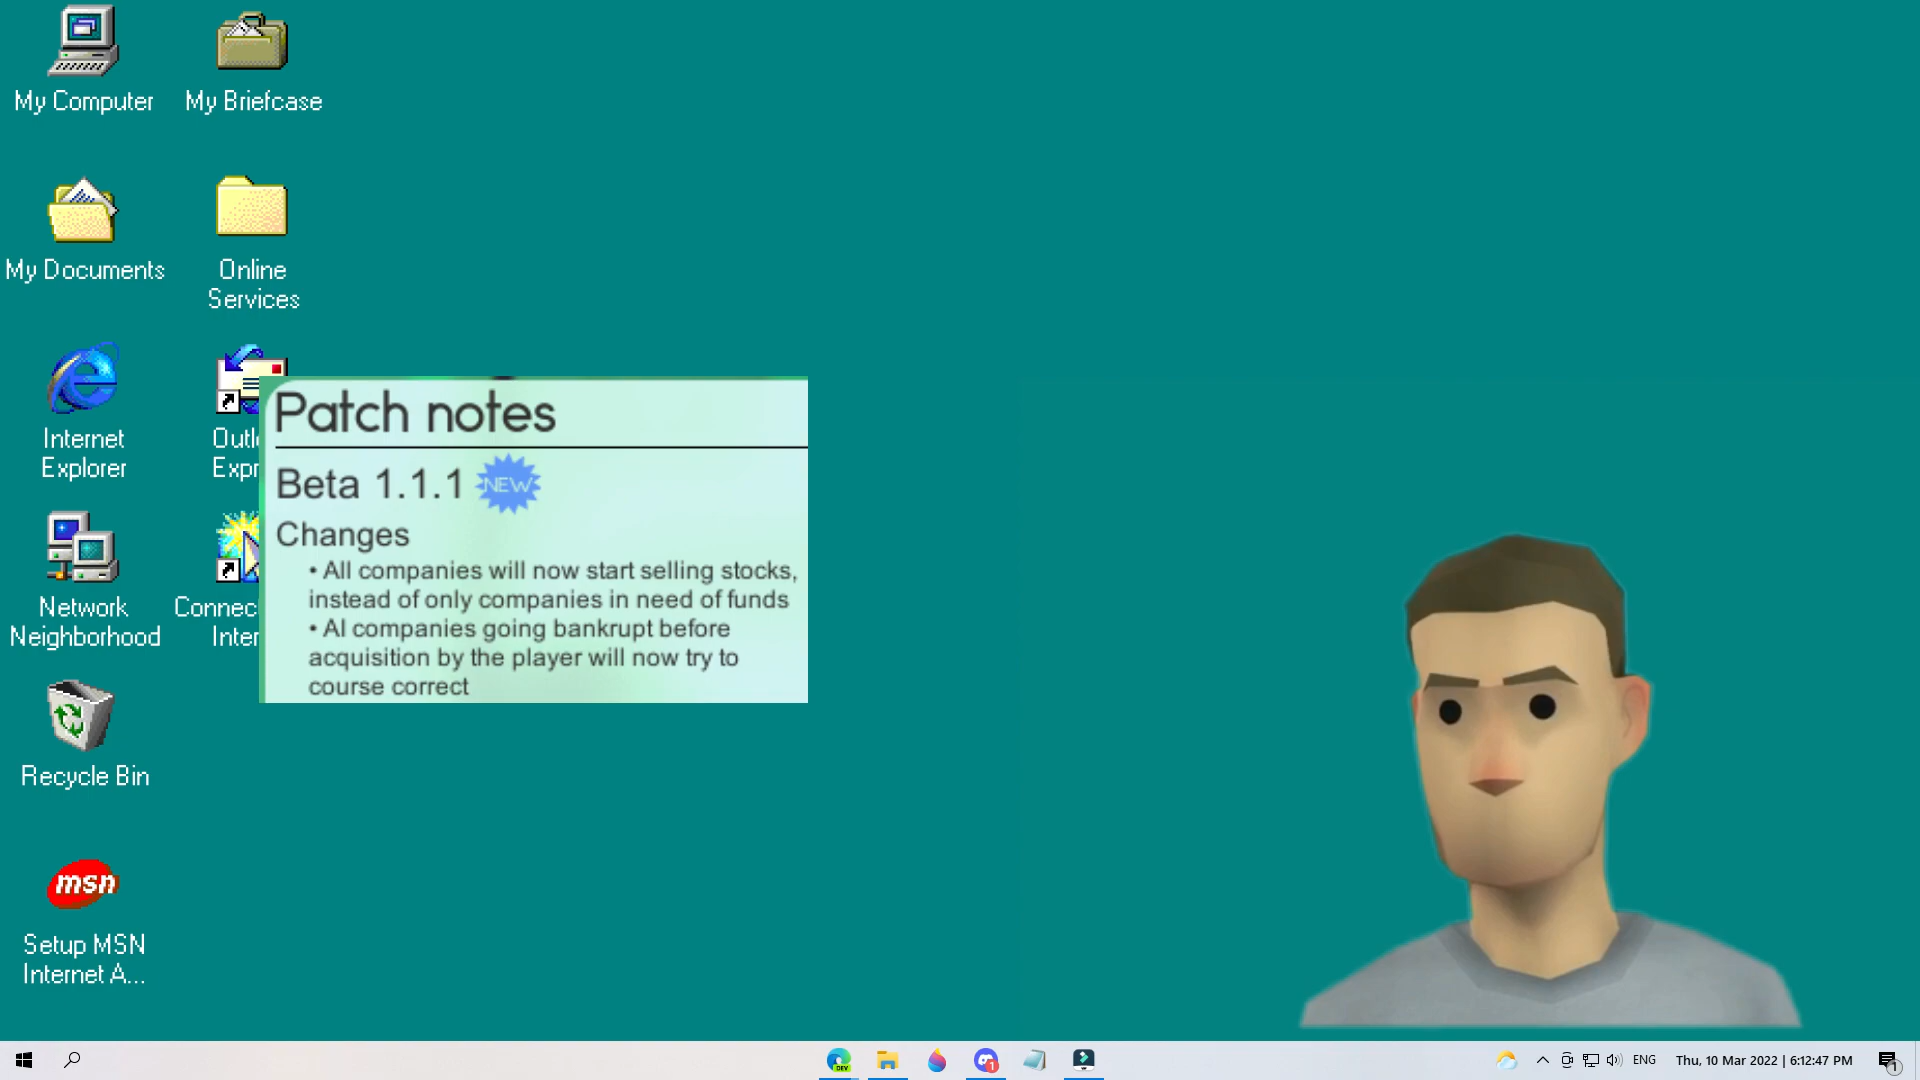 My Computer
My Briefcase
My Documents
Online
Services
Internet
Explorer
Network
Neighborhood
Recycle Bin
msn
Setup MSN
Internet A...
Patch notes
Beta 1.1.1 NEW
Changes
• All companies will now start selling stocks,
instead of only companies in need of funds
• AI companies going bankrupt before
acquisition by the player will now try to
course correct
DEV
1
ENG
Thu, 10 Mar 2022 | 6:12:47 PM
1